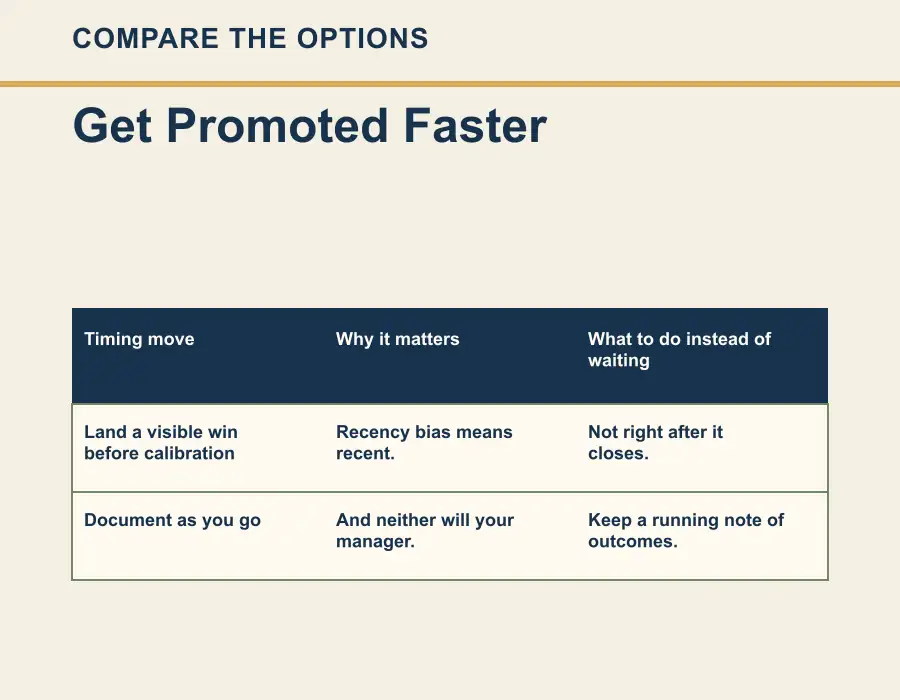 COMPARE THE OPTIONS
Get Promoted Faster
Timing move
Why it matters
What to do instead of
waiting
Land a visible win
before calibration
Recency bias means
recent.
Not right after it
closes.
Document as you go
And neither will your
manager.
Keep a running note of
outcomes.